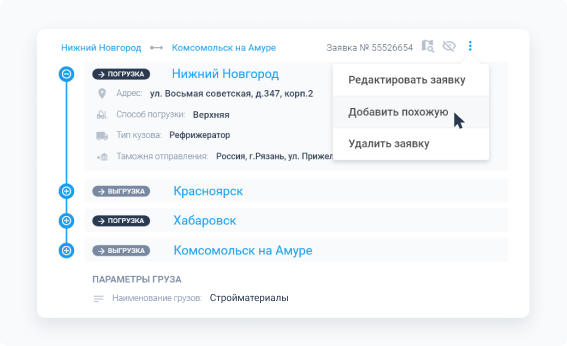 Нижний Новгород Комсомольск на Амуре Заявка № 55526654
ПОГРУЗКА Нижний Новгород
Редактировать заявку
Адрес: ул. Восьмая советская, д.347, корп.2
Добавить похожую
Способ погрузки: Верхняя
Тип кузова: Рефрижератор
Удалить заявку
Таможня отправления: Россия, г.Рязань, ул.
ВЫГРУЗКА Красноярск
ПОГРУЗКА Хабаровск
ВЫГРУЗКА Комсомольск на Амуре
ПАРАМЕТРЫ ГРУЗА
Наименование грузов: Стройматериалы